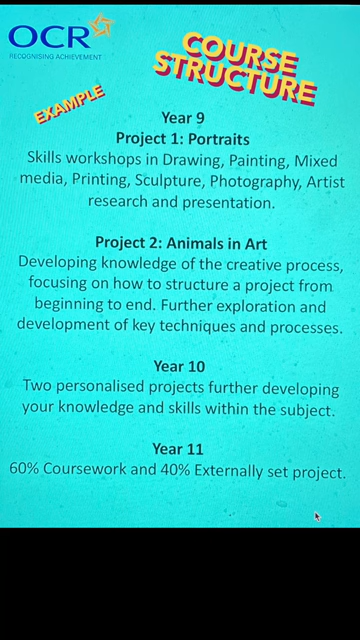 OCR
RECOGNISING ACHIEVEMENT
COURSE
STRUCTURE
EXAMPLE
Year 9
Project 1: Portraits
Skills workshops in Drawing, Painting, Mixed
media, Printing, Sculpture, Photography, Artist
research and presentation.
Project 2: Animals in Art
Developing knowledge of the creative process,
focusing on how to structure a project from
beginning to end. Further exploration and
development of key techniques and processes.
Year 10
Two personalised projects further developing
your knowledge and skills within the subject.
Year 11
60% Coursework and 40% Externally set project.